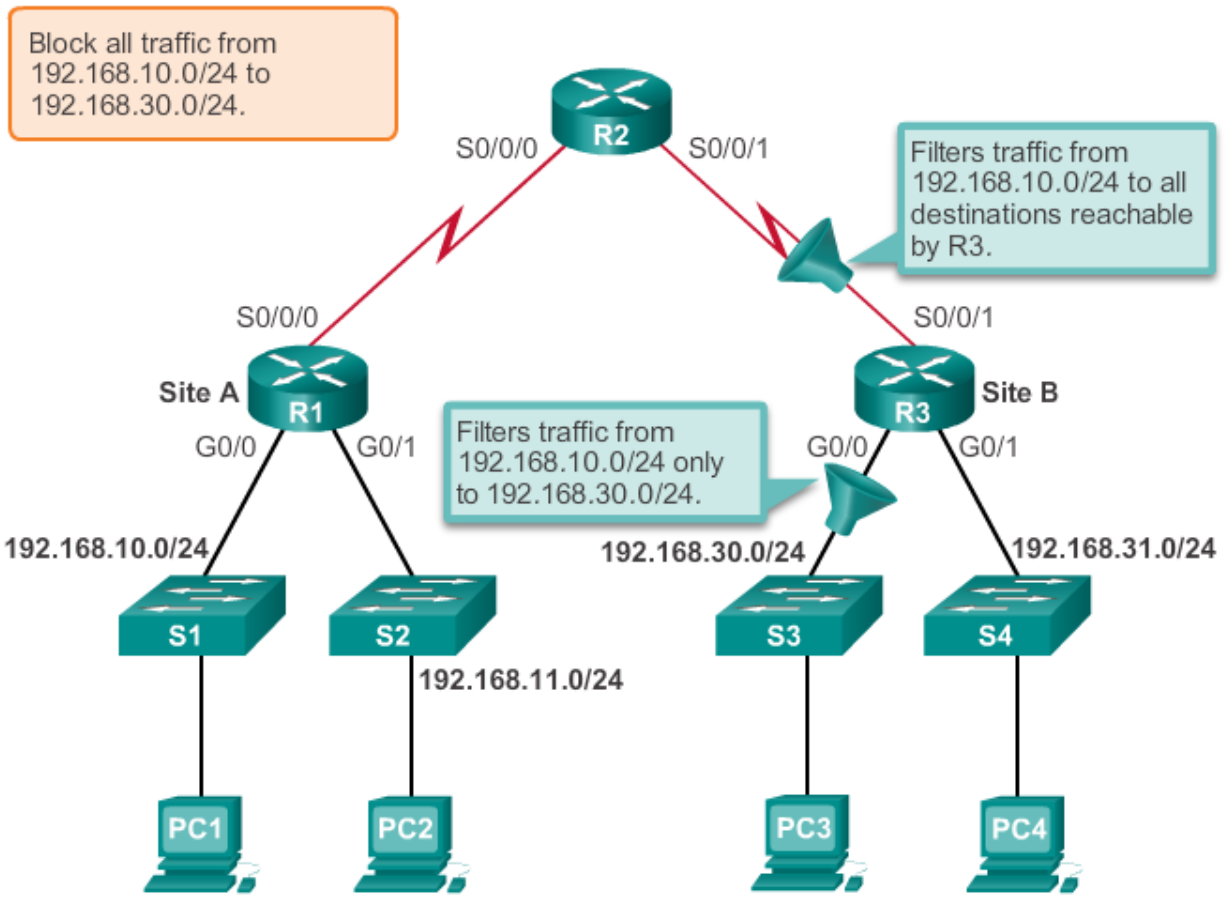 Block all traffic from
192.168.10.0/24 to
192.168.30.0/24.
R2
S0/0/0
S0/0/1
Filters traffic from
192.168.10.0/24 to all
destinations reachable
by R3.
S0/0/0
S0/0/1
Site A
R1
R3
Site B
G0/0
G0/1
Filters traffic from
192.168.10.0/24 only
to 192.168.30.0/24.
G0/0
G0/1
192.168.10.0/24
192.168.30.0/24
192.168.31.0/24
S1
S2
S3
S4
192.168.11.0/24
PC1
PC2
PC3
PC4